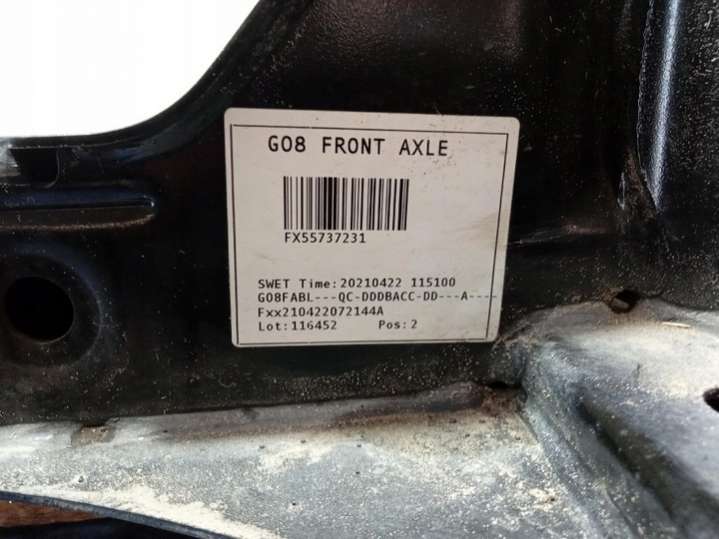 G08 FRONT AXLE
FX55737231
SWET Time:20210422 115100
G08FABL---QC-DDDBACC-DD---A----
Fxx210422072144A
Lot:116452 Pos:2